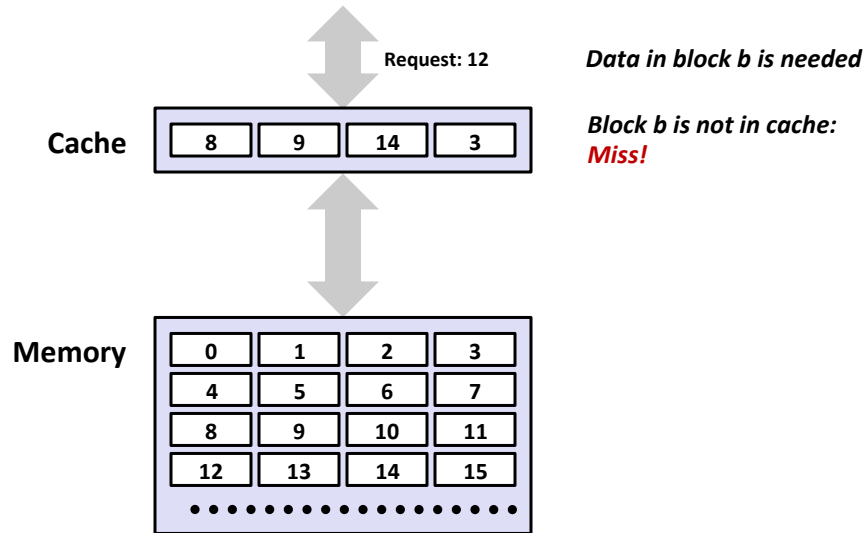 Request: 12
Data in block b is needed
Cache
8 9 14 3
Block b is not in cache:
Miss!
Memory
0 1 2 3
4 5 6 7
8 9 10 11
12 13 14 15